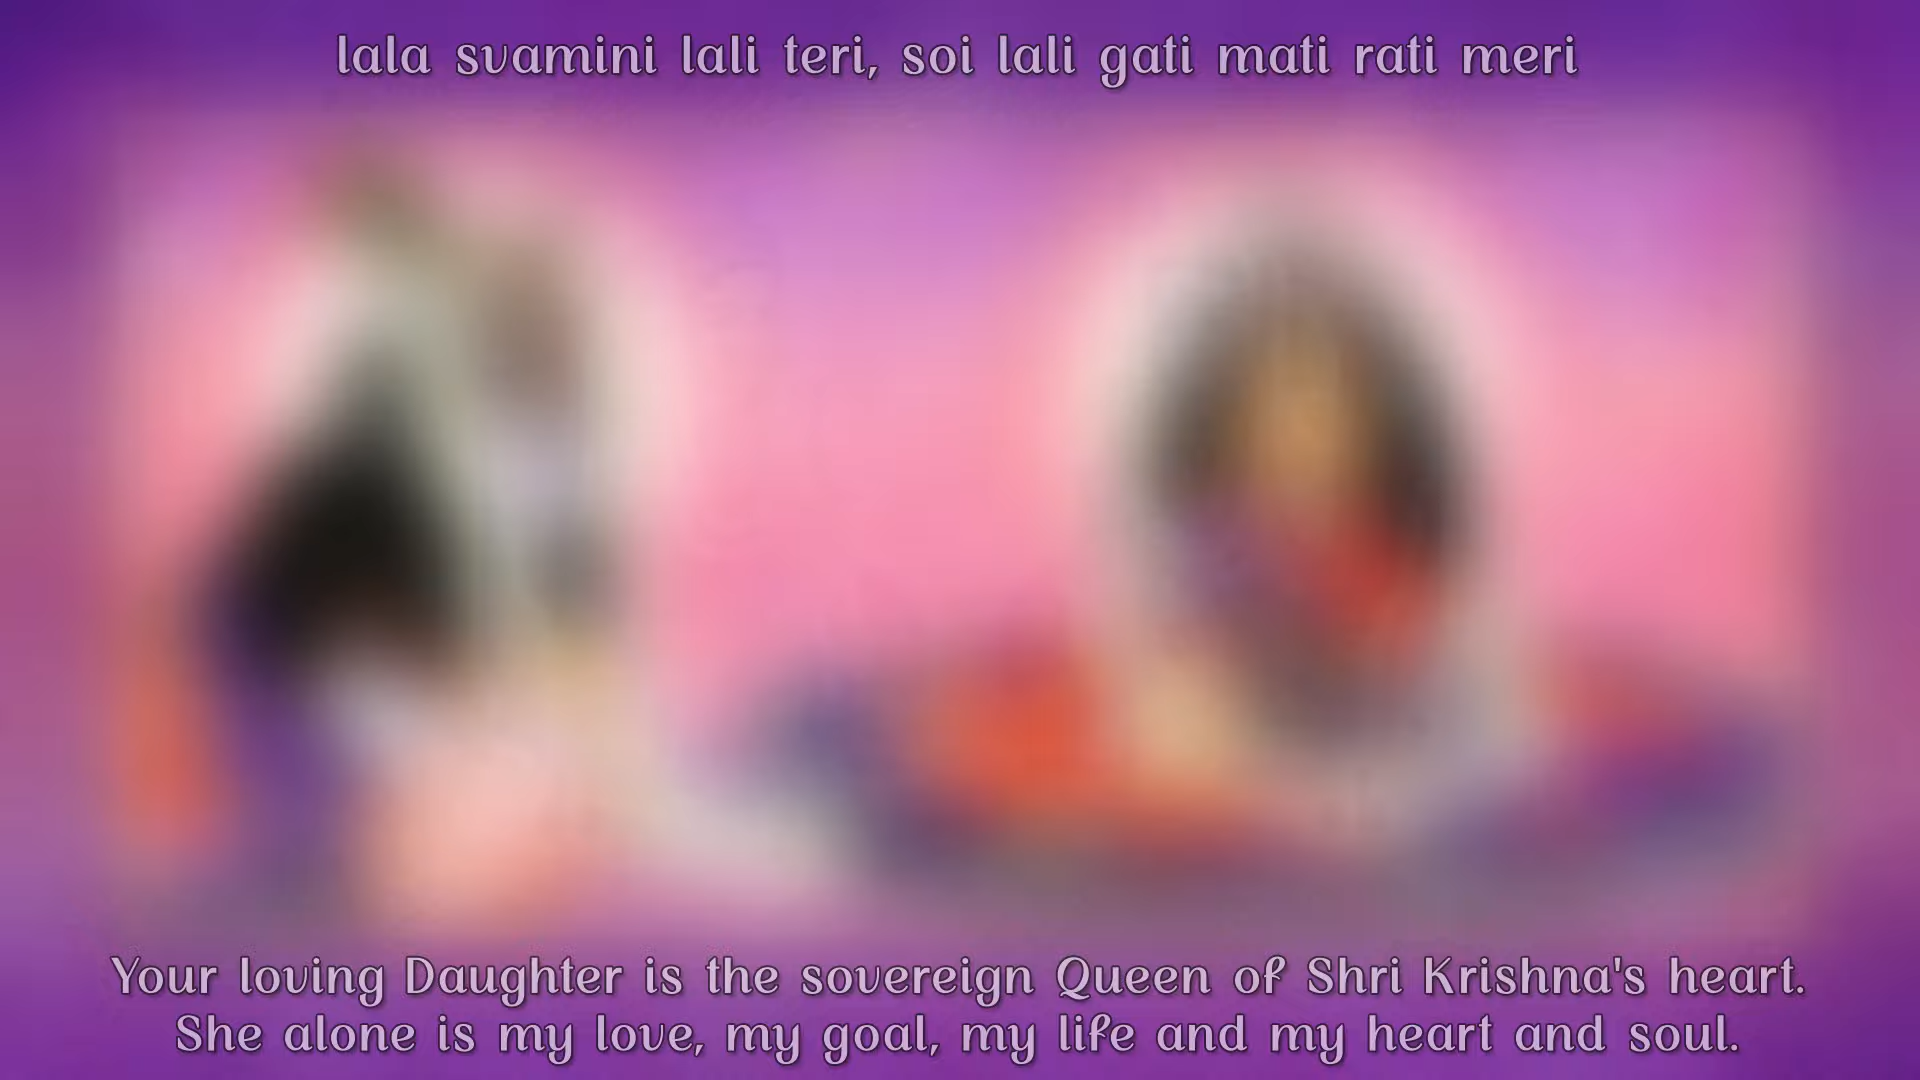 lala svamini lali teri, soi lali gati mati rati meri
Your loving Daughter is the sovereign Queen of Shri Krishna's heart.
She alone is my love, my goal, my life and my heart and soul.